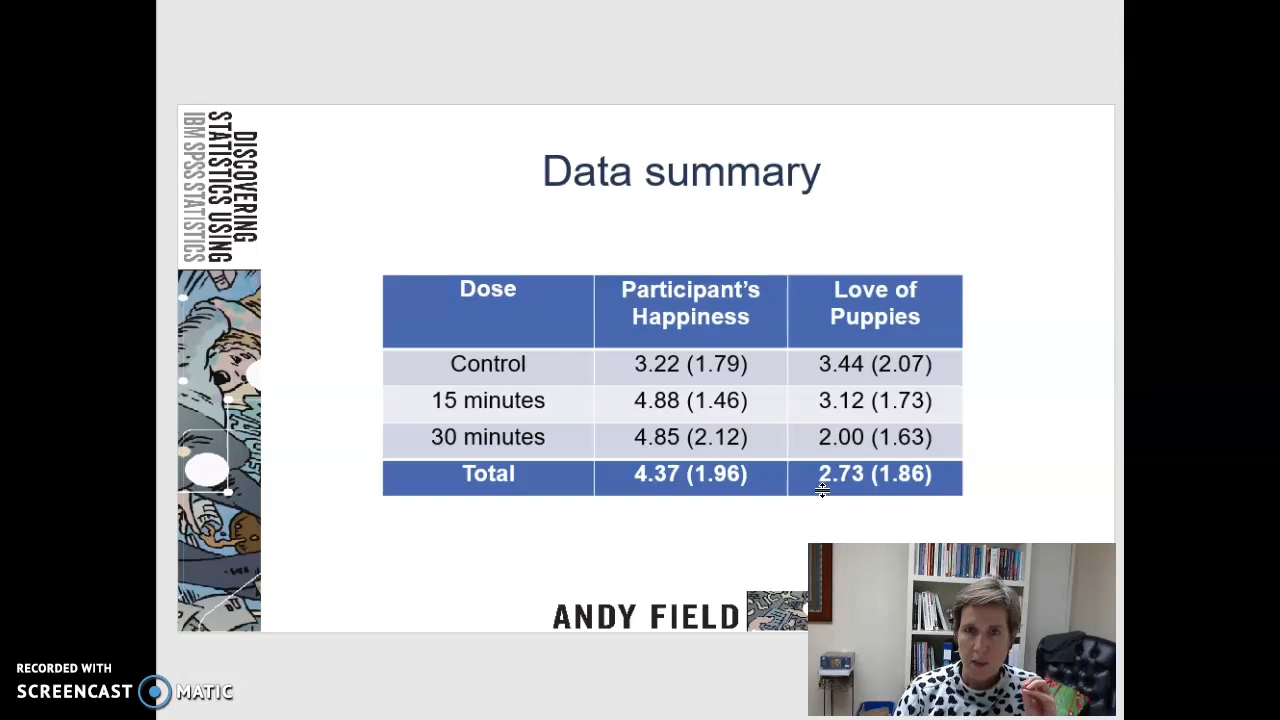 DISCOVERING
STATISTICS USING
IBM SPSS STATISTICS
Data summary
Dose Participant's Happiness Love of Puppies
Control 3.22 (1.79) 3.44 (2.07)
15 minutes 4.88 (1.46) 3.12 (1.73)
30 minutes 4.85 (2.12) 2.00 (1.63)
Total 4.37 (1.96) 2.73 (1.86)
ANDY FIELD
RECORDED WITH
SCREENCAST MATIC